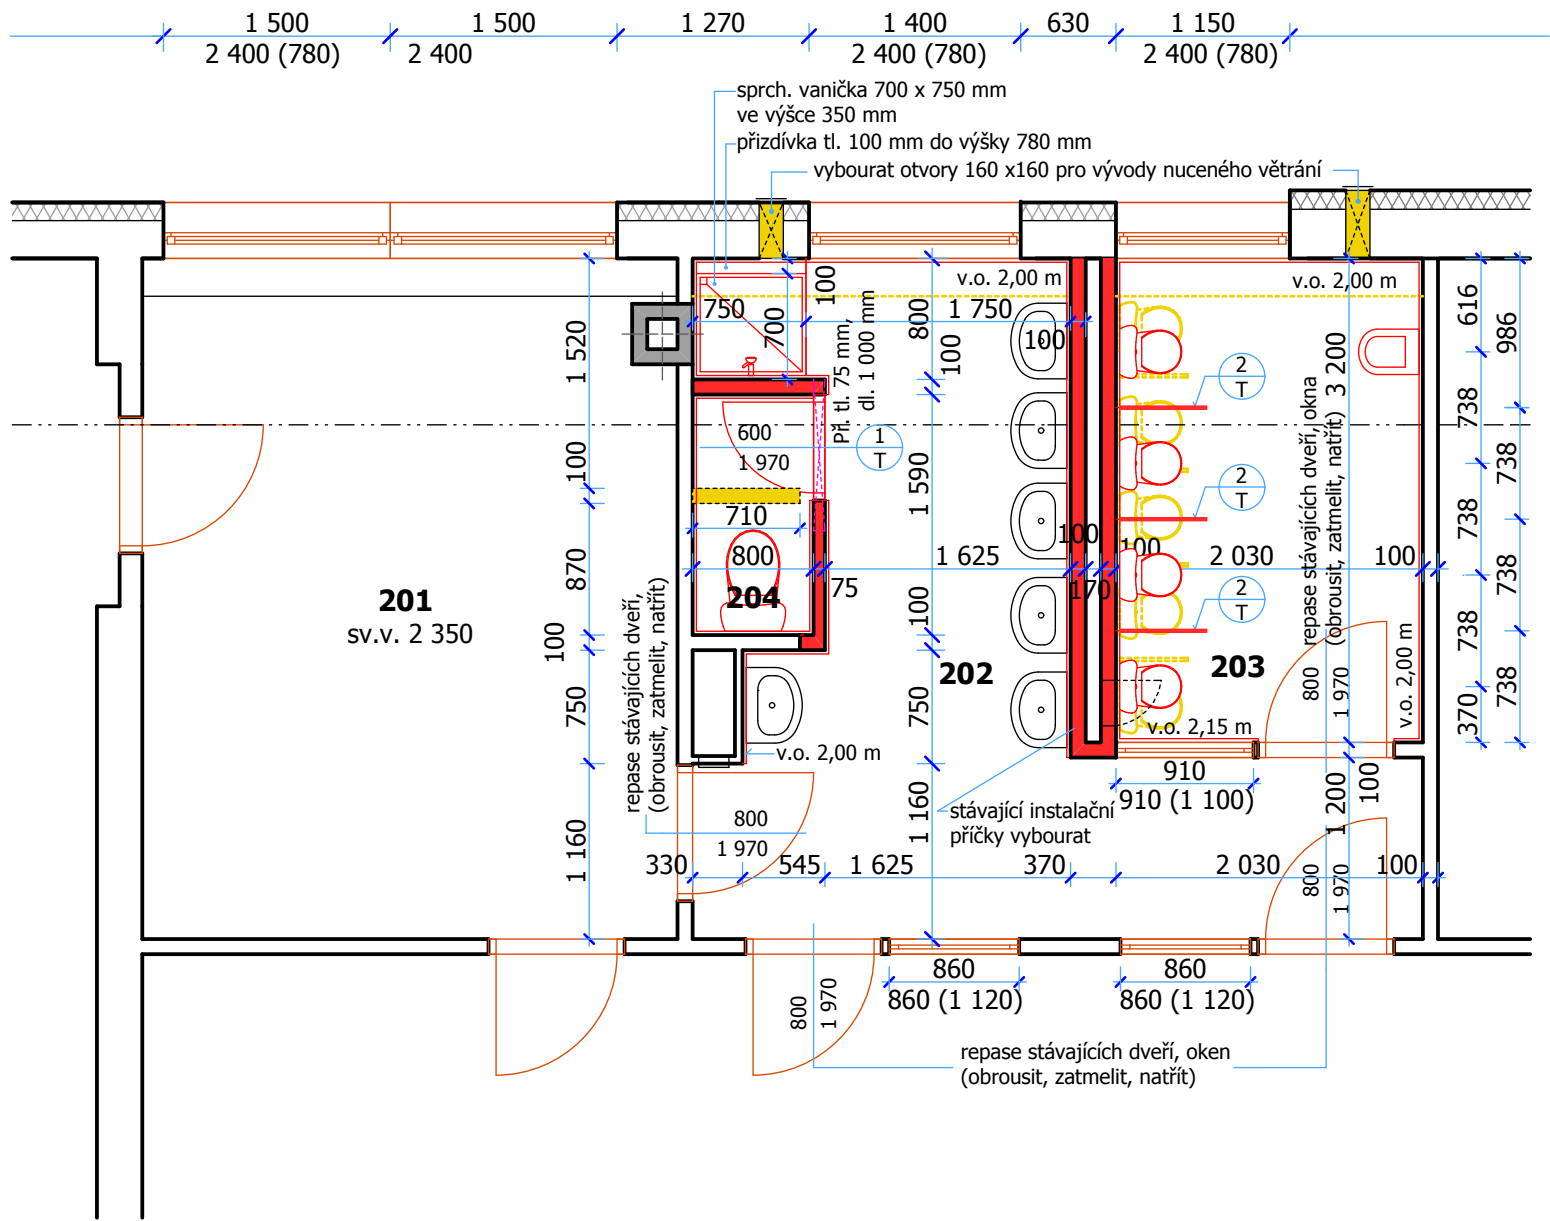 1 500
1 500
1 270
1 400
630
1 150
2 400 (780)
2 400
2 400 (780)
2 400 (780)
sprch. vanička 700 x 750 mm
ve výšce 350 mm
přizdívka tl. 100 mm do výšky 780 mm
vybourat otvory 160 x160 pro vývody nuceného větrání
v.o. 2,00 m
v.o. 2,00 m
100
750
700
800
1 750
100
100
Př. tl. 75 mm,
dl. 1 000 mm
1 520
100
870
100
750
1 160
600
1 970
1
T
710
800
75
204
1 590
1 625
100
100
100
170
2 030
100
2
T
2
T
2
T
3 200
repase stávajících dveří, okna
(obrousit, zatmelit, natřít)
616
738
738
738
738
370
986
738
738
738
201
sv.v. 2 350
repase stávajících dveří,
(obrousit, zatmelit, natřít)
202
203
750
v.o. 2,00 m
v.o. 2,15 m
v.o. 2,00 m
800
1 970
910
910 (1 100)
1 200
100
stávající instalační
příčky vybourat
800
1 970
1 160
330
545
1 625
370
2 030
100
800
1 970
800
1 970
860
860 (1 120)
860
860 (1 120)
repase stávajících dveří, oken
(obrousit, zatmelit, natřít)